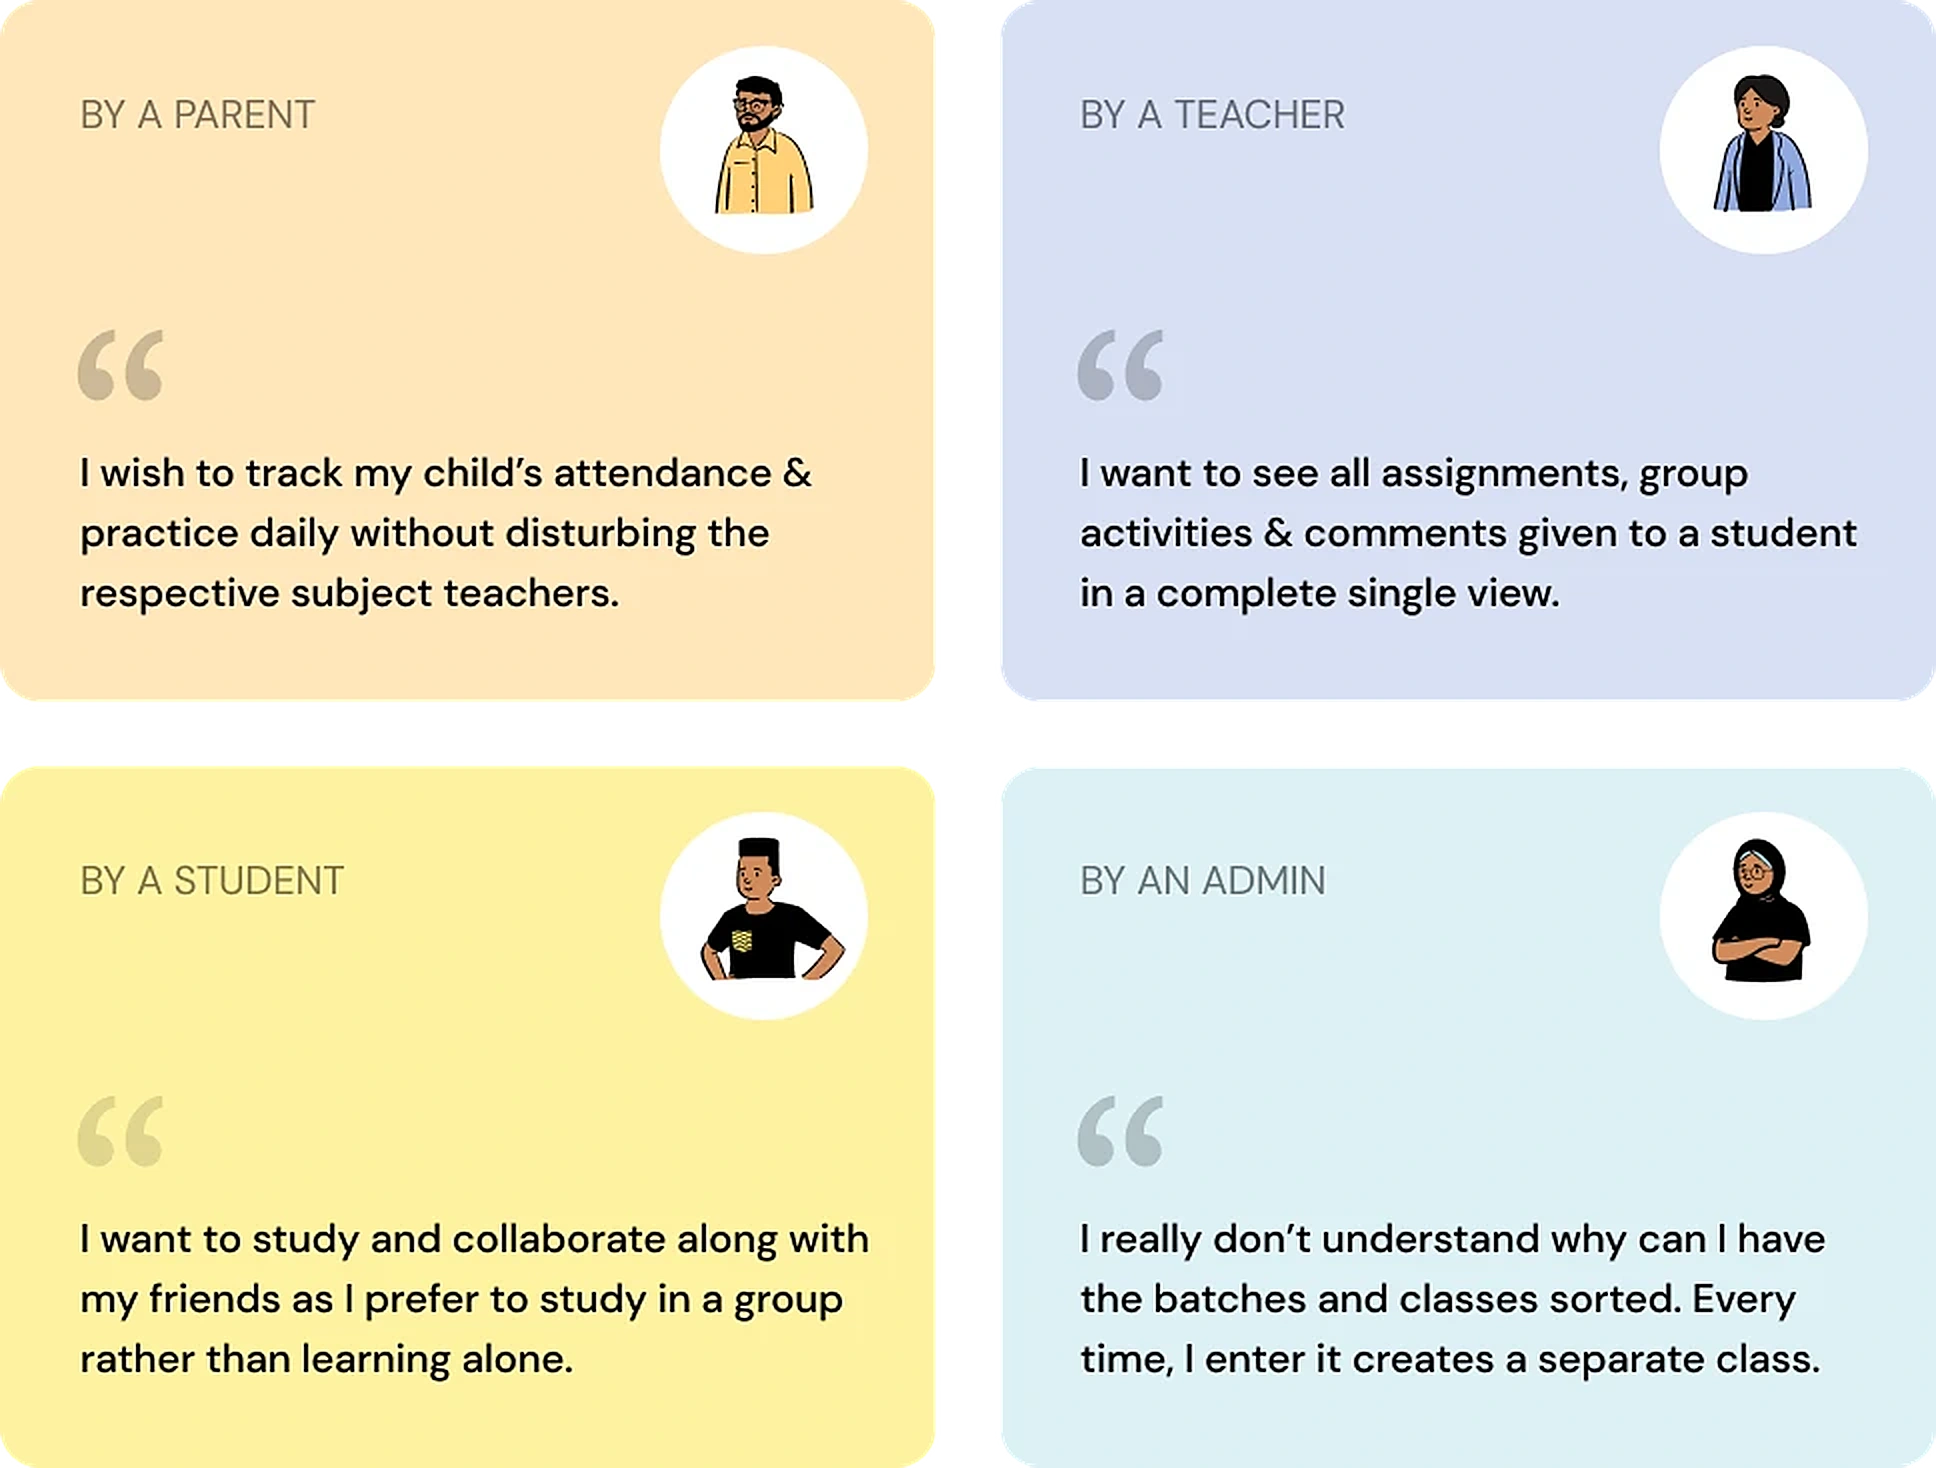 BY A PARENT
“
I wish to track my child’s attendance &
practice daily without disturbing the
respective subject teachers.
BY A TEACHER
“
I want to see all assignments, group
activities & comments given to a student
in a complete single view.
BY A STUDENT
“
I want to study and collaborate along with
my friends as I prefer to study in a group
rather than learning alone.
BY AN ADMIN
“
I really don’t understand why can I have
the batches and classes sorted. Every
time, I enter it creates a separate class.